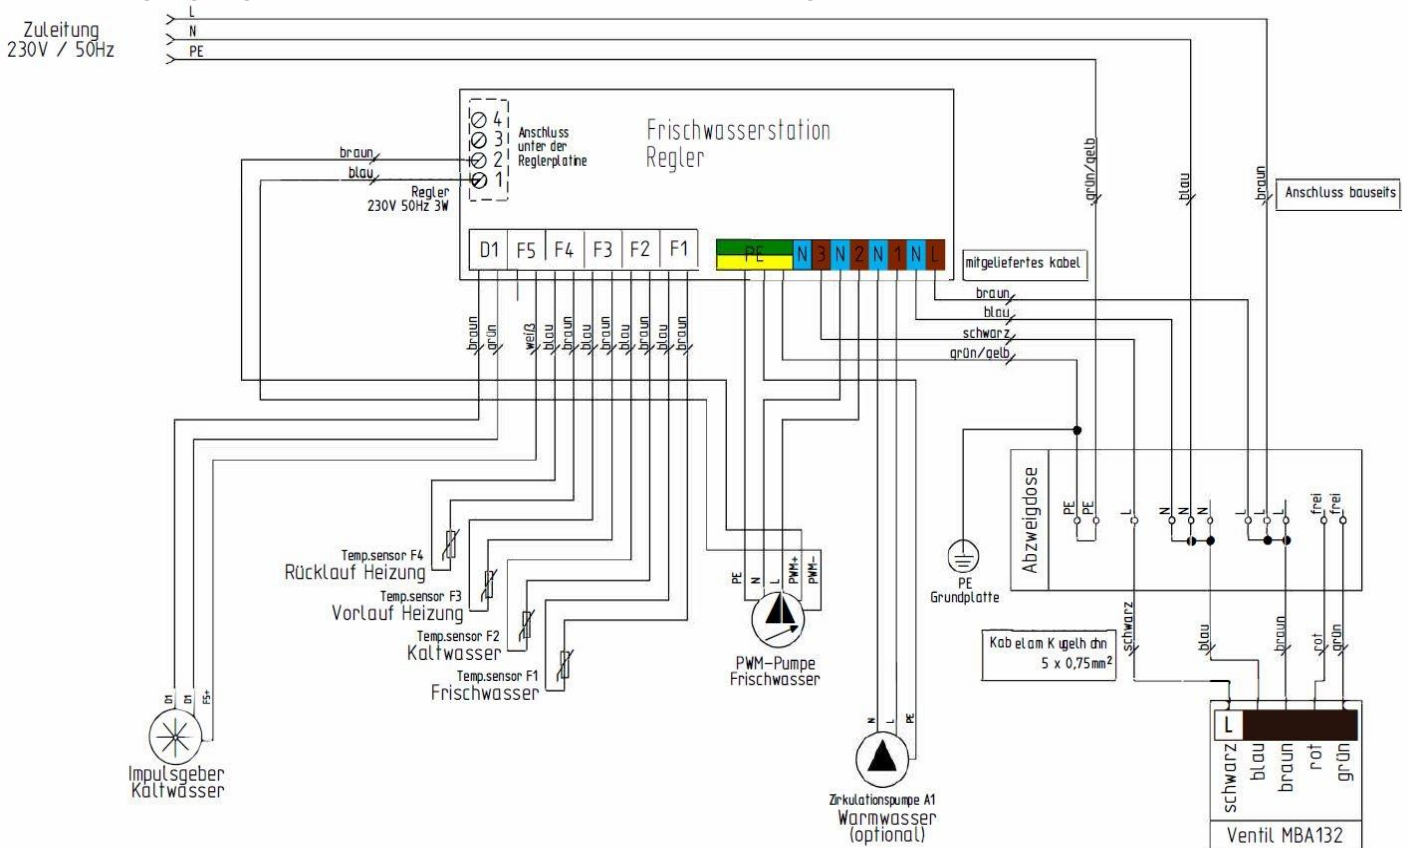 Zuleitung
230V / 50Hz
L
N
PE
4
3
2
1
Anschluss
unter der
Reglerplatine
Frischwasserstation
Regler
braun
blau
Regler
230V 50Hz 3W
grün/gelb
blau
braun
Anschluss bauseits
D1
F5
F4
F3
F2
F1
PE
N
3
N
2
N
1
N
L
mitgeliefertes kabel
braun
blau
schwarz
grün/gelb
braun
grün
weiß
blau
braun
blau
braun
blau
braun
blau
braun
Abzweigdose
PE
PE
L
N
N
N
L
L
L
frei
frei
PE
Grundplatte
Temp.sensor F4
Rücklauf Heizung
Temp.sensor F3
Vorlauf Heizung
Temp.sensor F2
Kaltwasser
Temp.sensor F1
Frischwasser
PE
N
L
PWM+
PWM-
PWM-Pumpe
Frischwasser
Kabel am Kugelhahn
5 x 0,75mm²
schwarz
blau
braun
rot
grün
D1
D1
F5+
Impulsgeber
Kaltwasser
N
L
PE
Zirkulationspumpe A1
Warmwasser
(optional)
L
schwarz
blau
braun
rot
grün
Ventil MBA132